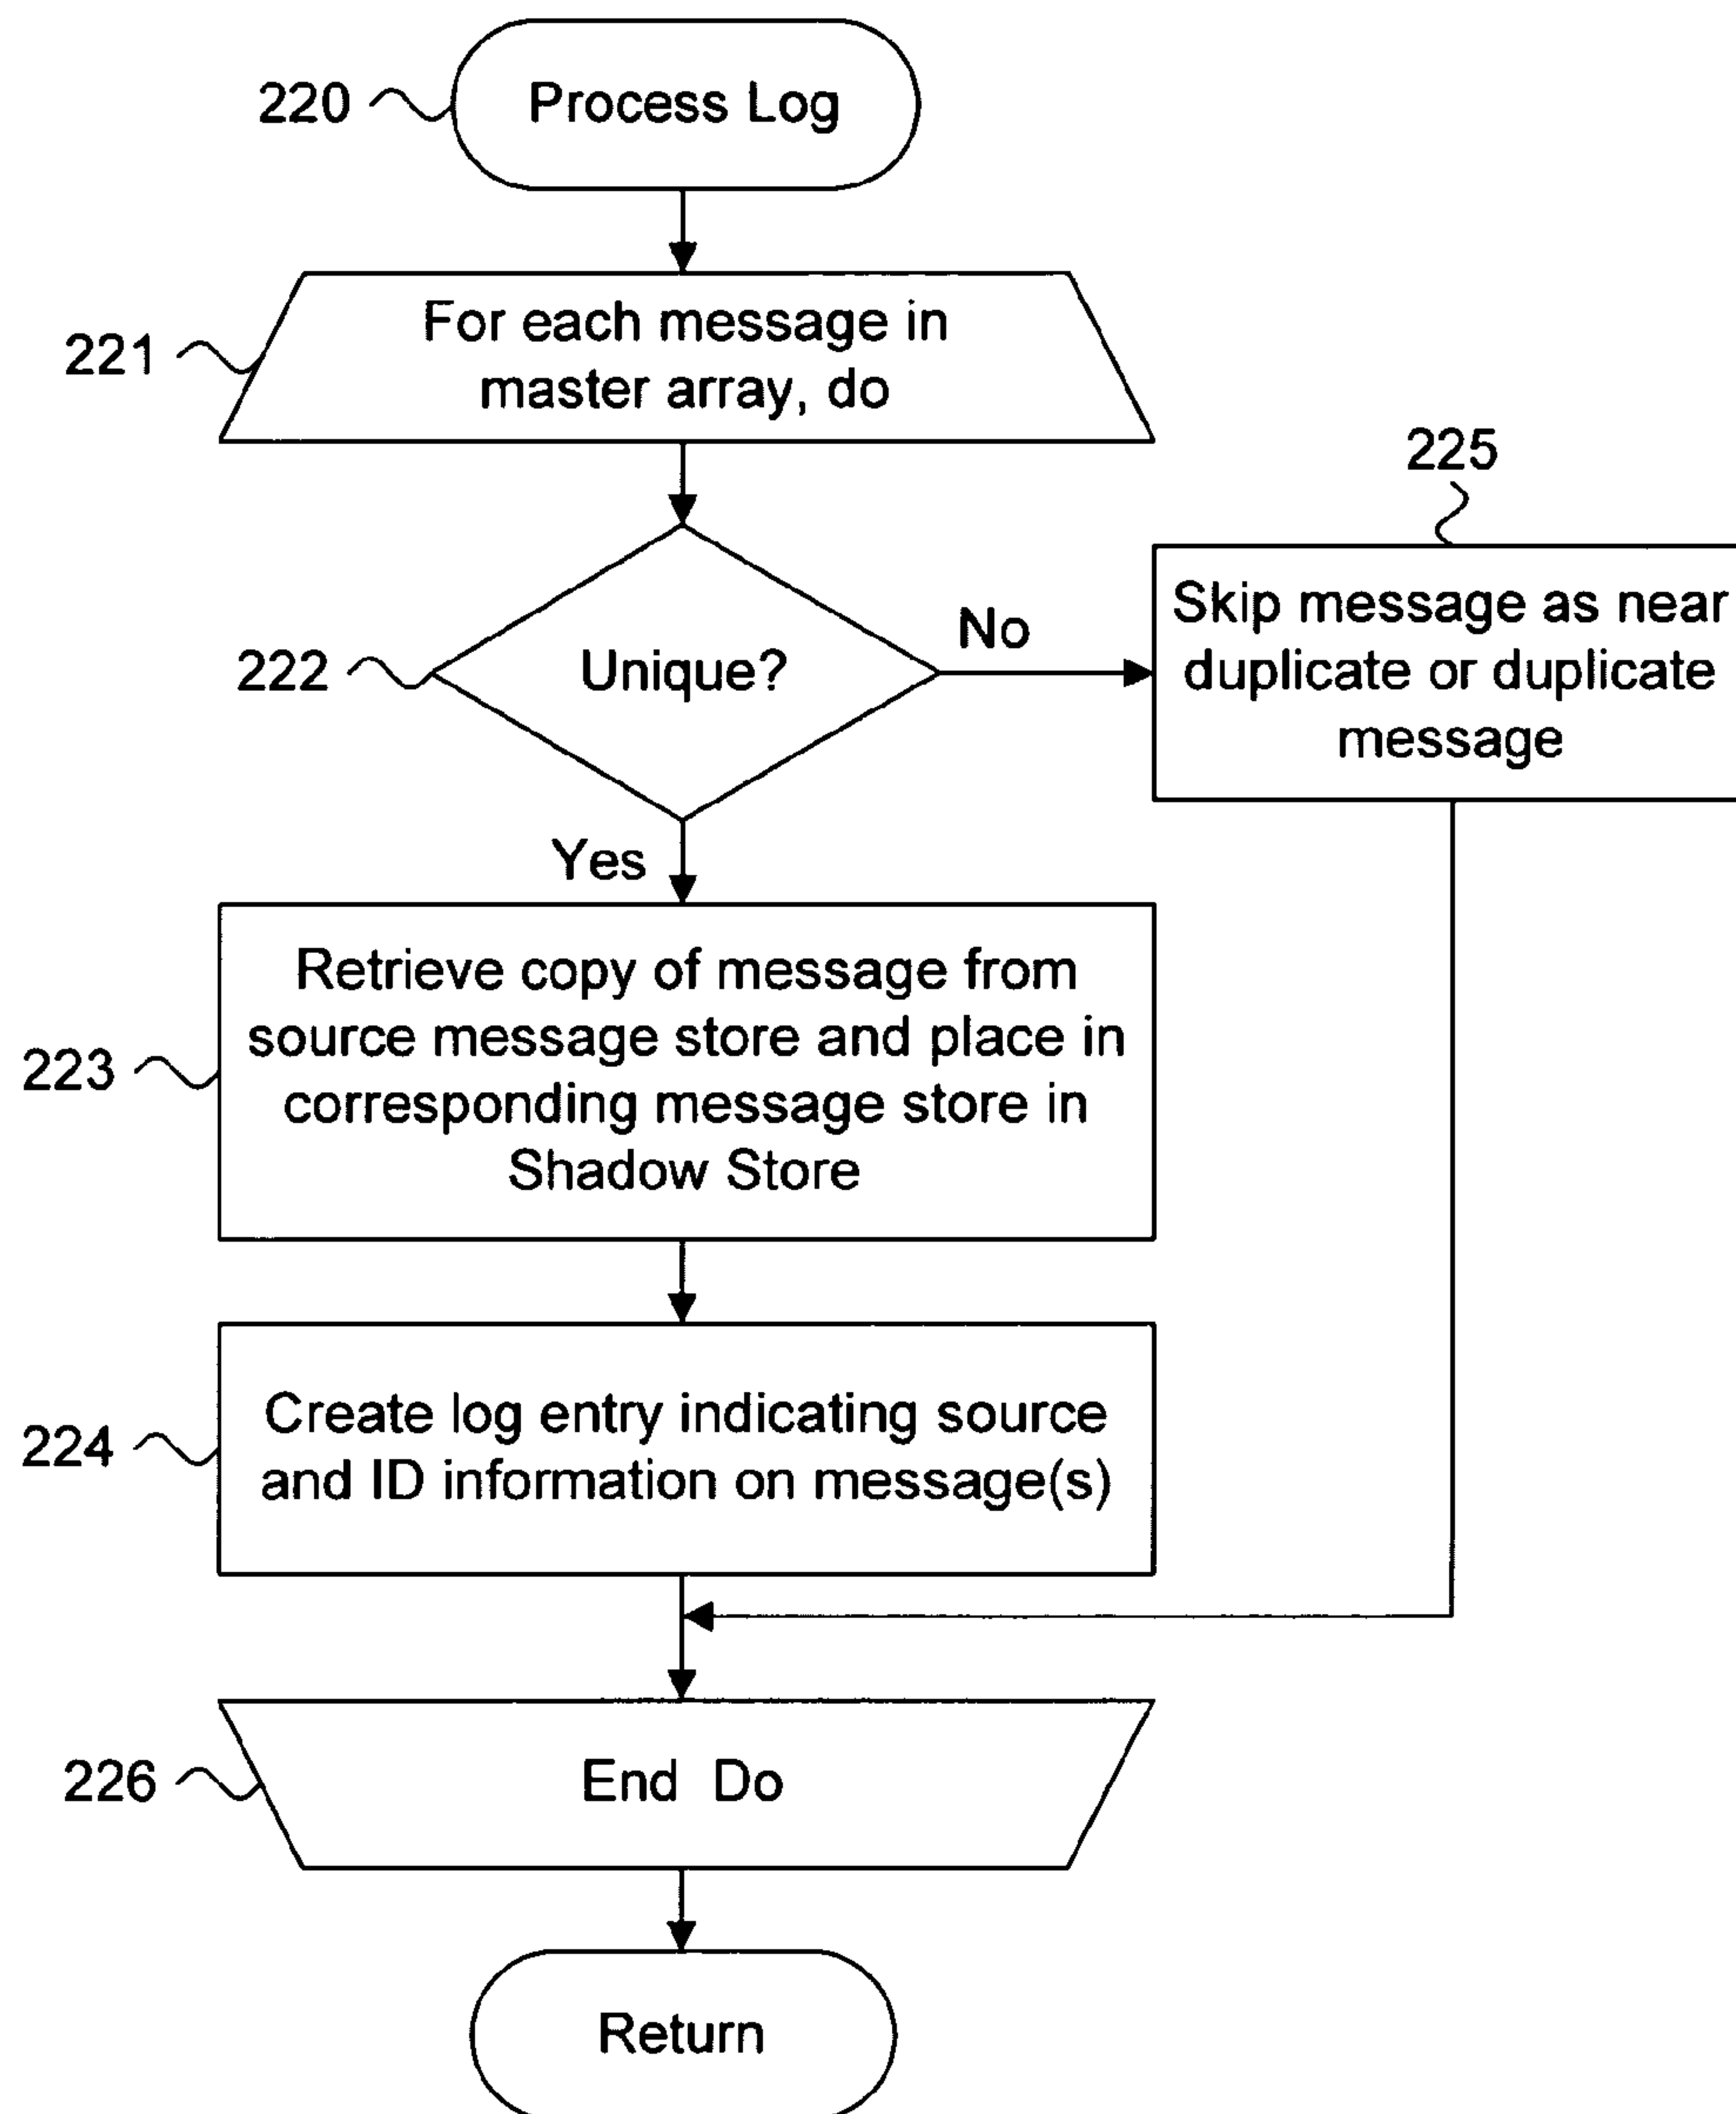 220
Process Log
221
For each message in
master array, do
225
222
Unique?
No
Skip message as near
duplicate or duplicate
message
Yes
223
Retrieve copy of message from
source message store and place in
corresponding message store in
Shadow Store
224
Create log entry indicating source
and ID information on message(s)
226
End Do
Return